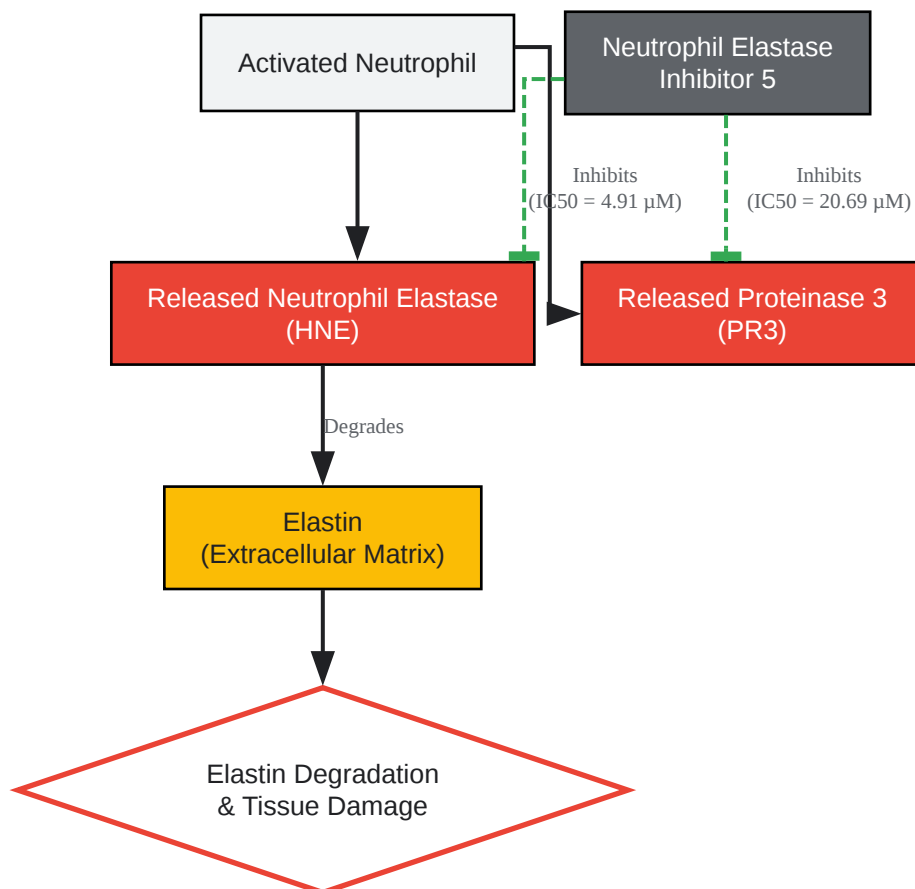 Activated Neutrophil
Neutrophil Elastase
Inhibitor 5
Inhibits
(IC50 = 4.91 µM)
Inhibits
(IC50 = 20.69 µM)
Released Neutrophil Elastase
(HNE)
Released Proteinase 3
(PR3)
Degrades
Elastin
(Extracellular Matrix)
Elastin Degradation
& Tissue Damage